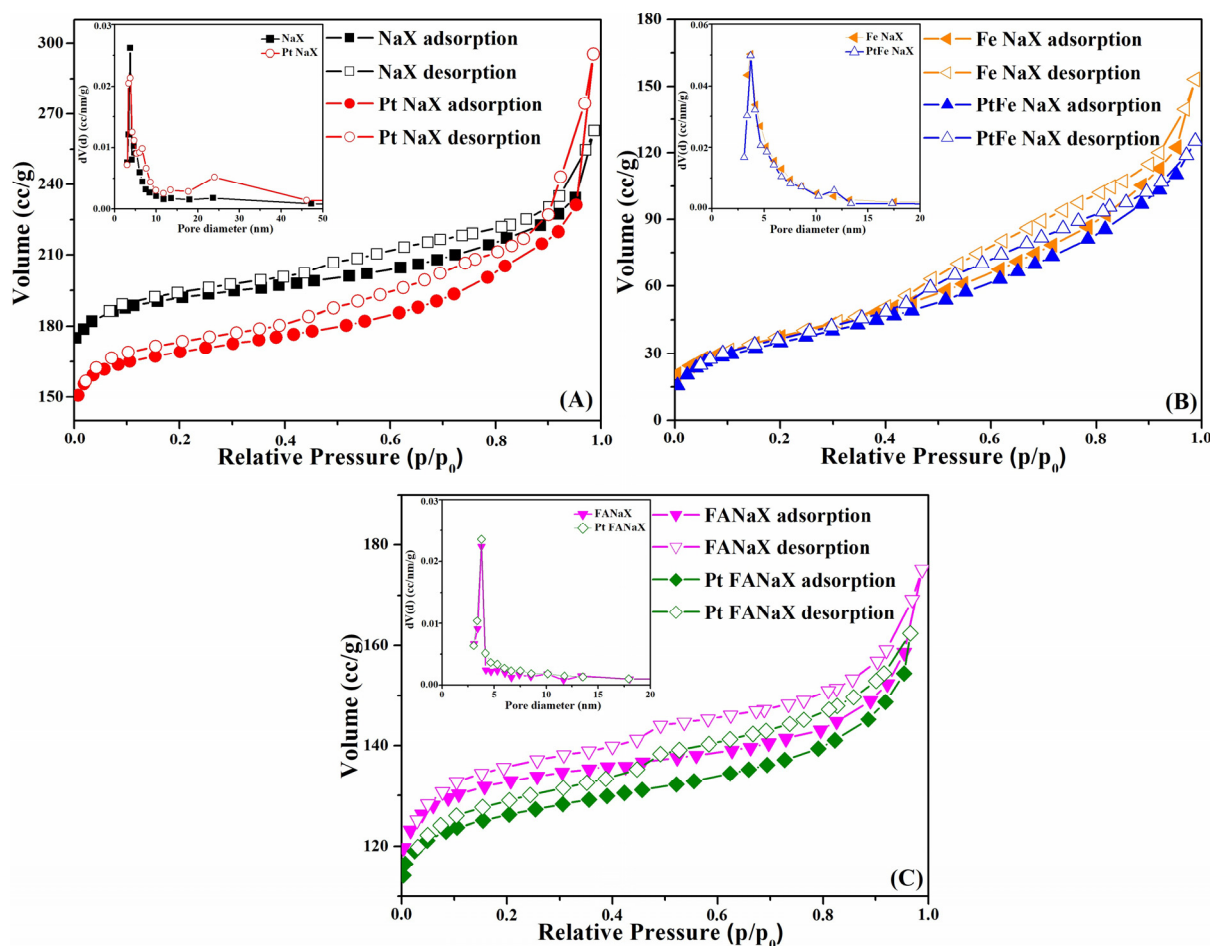 0.03
0.02
0.01
0.00
dV(d) (cc/nm/g)
NaX
Pt NaX
0 10 20 30 40 50
Pore diameter (nm)
NaX adsorption
NaX desorption
Pt NaX adsorption
Pt NaX desorption
300
270
240
210
180
150
Volume (cc/g)
(A)
0.0 0.2 0.4 0.6 0.8 1.0
Relative Pressure (p/p₀)
0.06
0.04
0.02
0.00
dV(d) (cc/nm/g)
Fe NaX
PtFe NaX
0 5 10 15 20
Pore diameter (nm)
Fe NaX adsorption
Fe NaX desorption
PtFe NaX adsorption
PtFe NaX desorption
180
150
120
90
60
30
0
Volume (cc/g)
(B)
0.0 0.2 0.4 0.6 0.8 1.0
Relative Pressure (p/p₀)
0.03
0.02
0.01
0.00
dV(d) (cc/nm/g)
FANaX
Pt FANaX
0 5 10 15 20
Pore diameter (nm)
FANaX adsorption
FANaX desorption
Pt FANaX adsorption
Pt FANaX desorption
180
160
140
120
Volume (cc/g)
(C)
0.0 0.2 0.4 0.6 0.8 1.0
Relative Pressure (p/p₀)